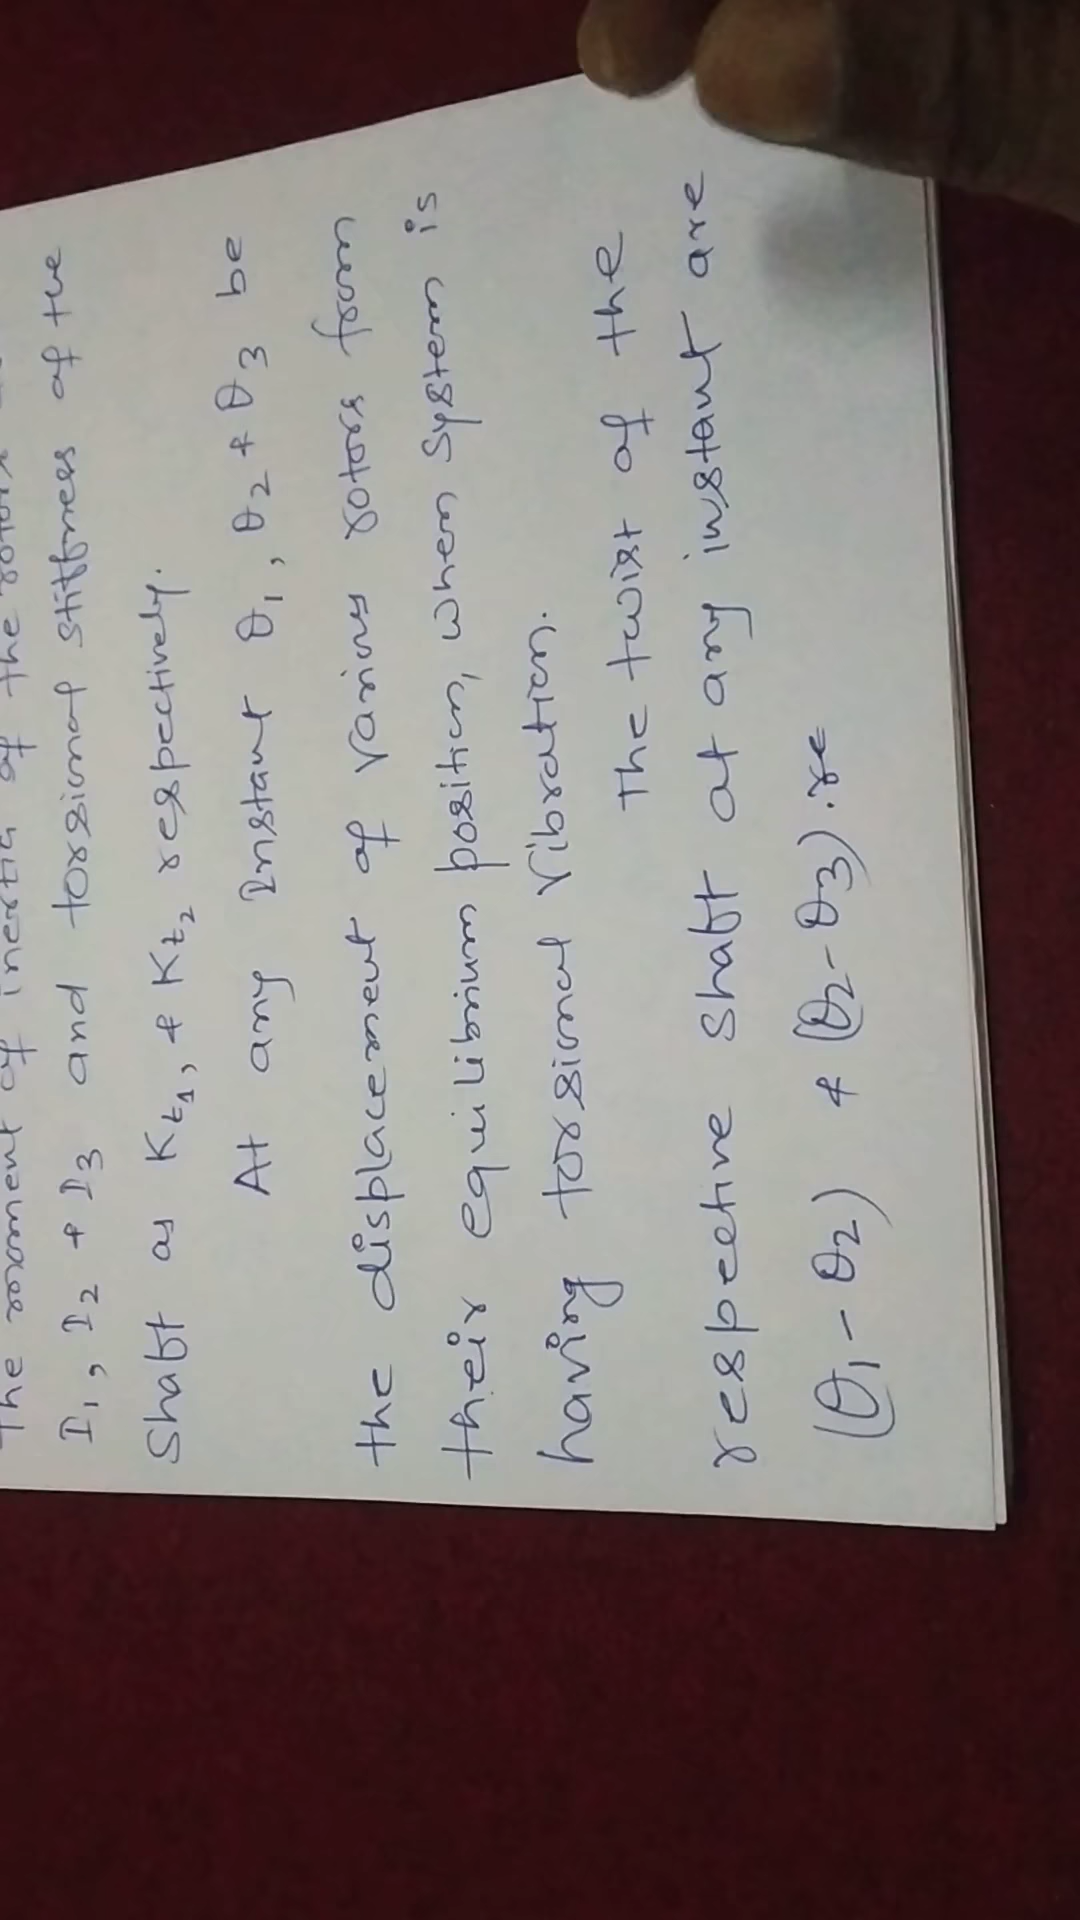 The moment of inertia of the rotors
I₁, I₂ & I₃ and torsional stiffness of the
Shaft as Kt₁, & Kt₂ respectively.
At any Instant θ₁, θ₂ & θ₃ be
the displacement of various rotors from
their equilibrium position, when system is
having torsional Vibration.
The twist of the
respective shaft at any instant are
(θ₁ - θ₂) & (θ₂ - θ₃).